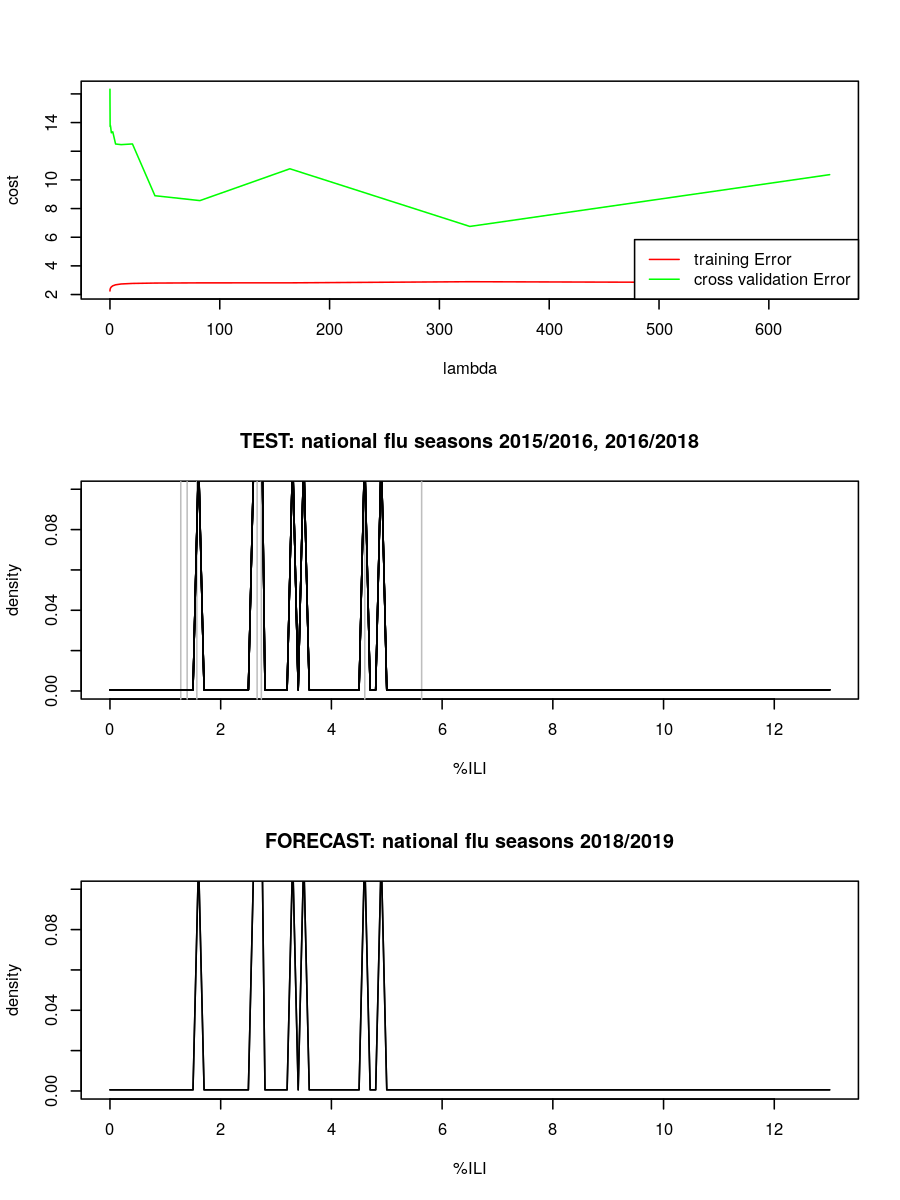 cost
14
10
8
6
4
2
training Error
cross validation Error
0 100 200 300 400 500 600
lambda
TEST: national flu seasons 2015/2016, 2016/2018
density
0.08
0.04
0.00
0 2 4 6 8 10 12
%ILI
FORECAST: national flu seasons 2018/2019
density
0.08
0.04
0.00
0 2 4 6 8 10 12
%ILI